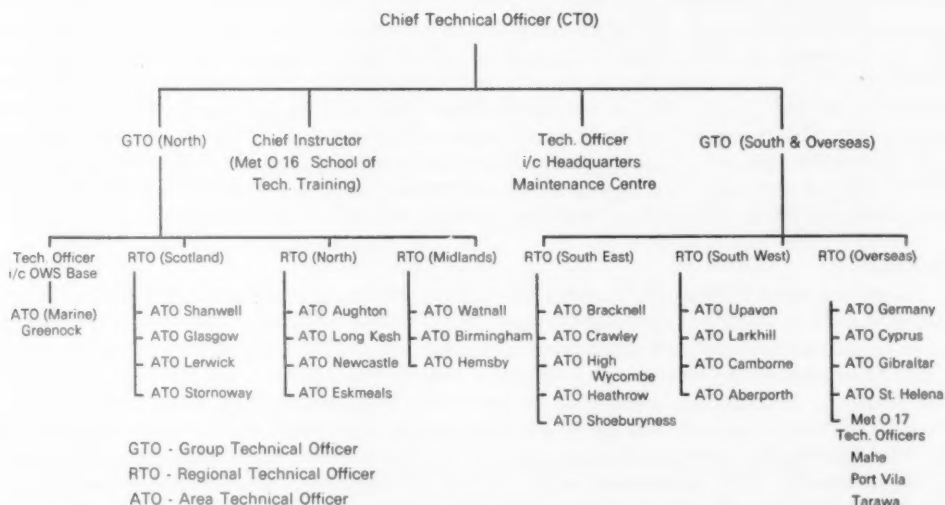 Chief Technical Officer (CTO)
GTO (North)
Chief Instructor
(Met O 16 School of
Tech. Training)
Tech. Officer
i/c Headquarters
Maintenance Centre
GTO (South & Overseas)
Tech. Officer
i/c OWS Base
ATO (Marine)
Greenock
RTO (Scotland)
ATO Shanwell
ATO Glasgow
ATO Lerwick
ATO Stornoway
RTO (North)
ATO Aughton
ATO Long Kesh
ATO Newcastle
ATO Eskmeals
RTO (Midlands)
ATO Watnall
ATO Birmingham
ATO Hemsby
RTO (South East)
ATO Bracknell
ATO Crawley
ATO High
Wycombe
ATO Heathrow
ATO Shoeburyness
RTO (South West)
ATO Upavon
ATO Larkhill
ATO Camborne
ATO Aberporth
RTO (Overseas)
ATO Germany
ATO Cyprus
ATO Gibraltar
ATO St. Helena
Met O 17
Tech. Officers
Mahe
Port Vila
Tarawa
GTO - Group Technical Officer
RTO - Regional Technical Officer
ATO - Area Technical Officer